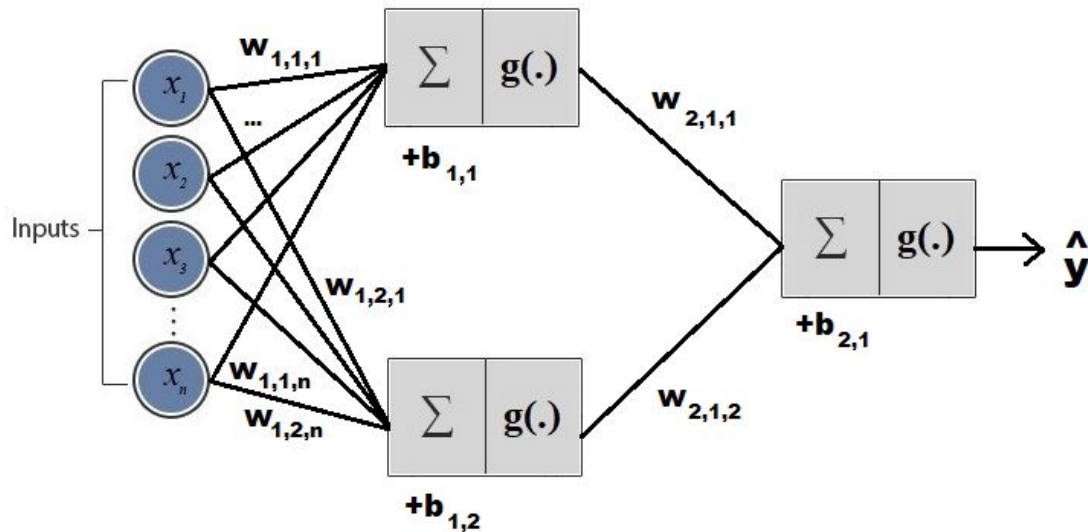 w1,1,1
∑ g(.)
x1
...
w2,1,1
+b1,1
x2
∑ g(.)
Inputs
x3
ŷ
w1,2,1
+b2,1
xn
w1,1,n
w1,2,n
∑ g(.)
w2,1,2
+b1,2